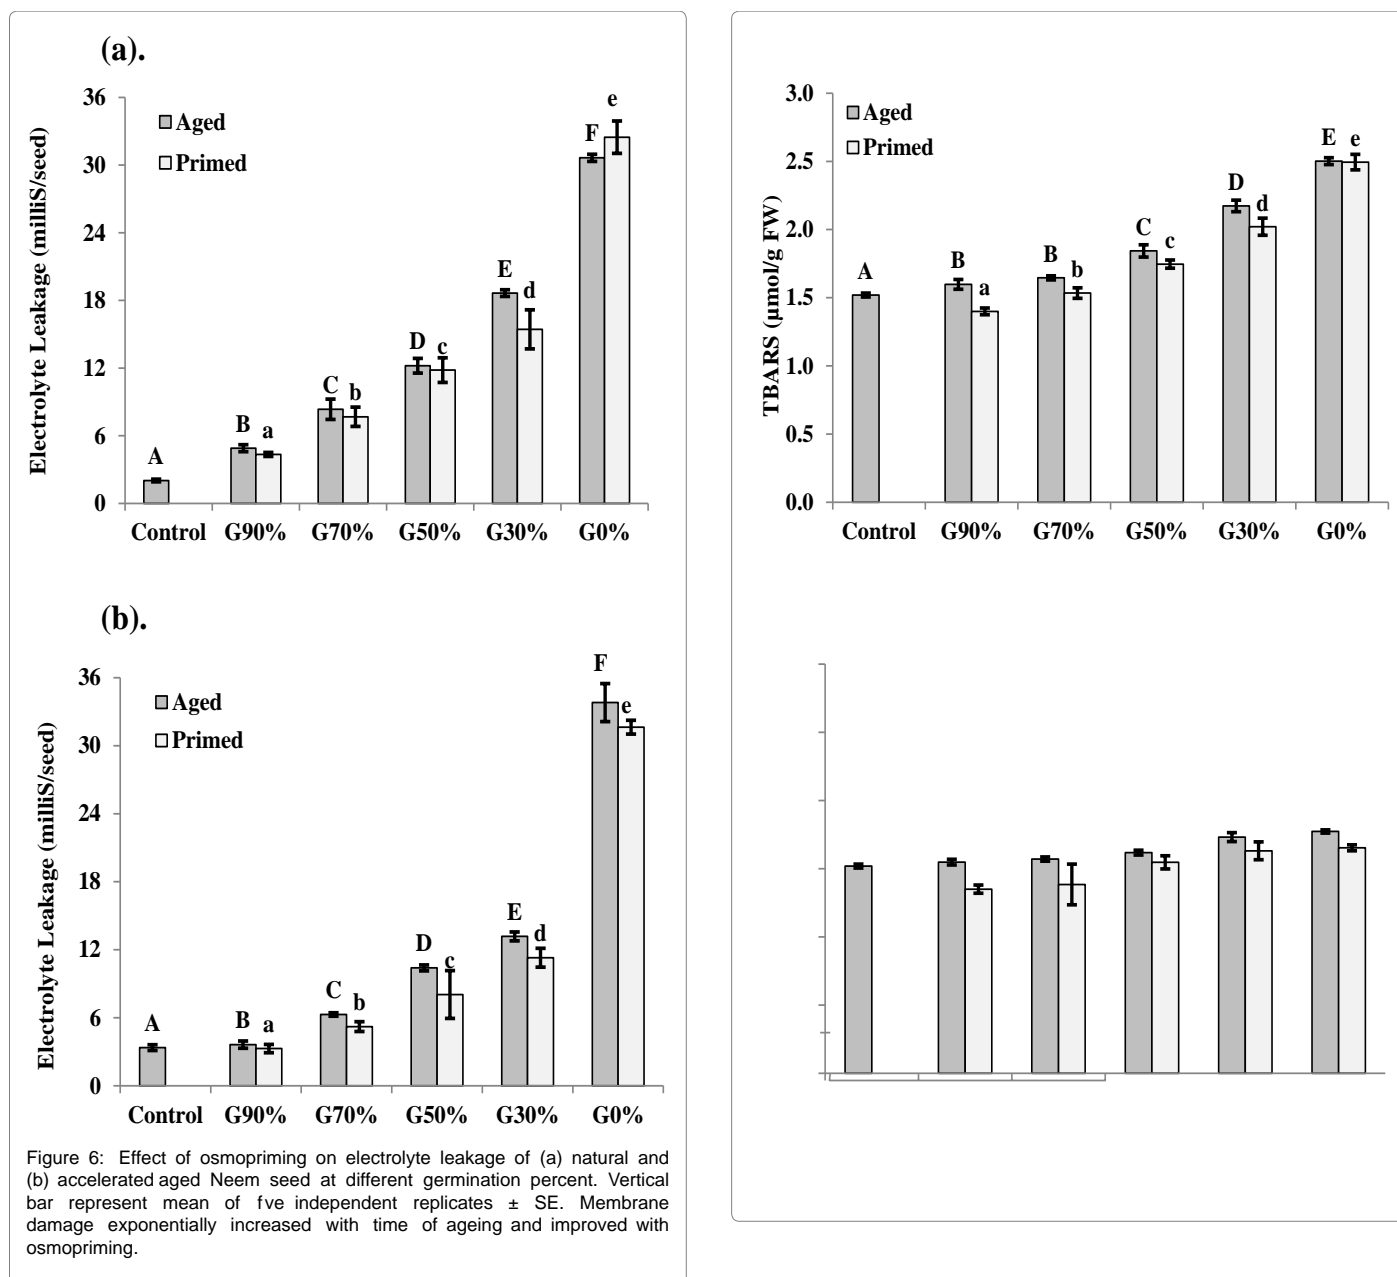 (a).
Electrolyte Leakage (milliS/seed)
36
30
24
18
12
6
0
Aged
Primed
A
B
a
C
b
D
c
E
d
F
e
Control G90% G70% G50% G30% G0%
(b).
Electrolyte Leakage (milliS/seed)
36
30
24
18
12
6
0
Aged
Primed
A
B
a
C
b
D
c
E
d
F
e
Control G90% G70% G50% G30% G0%
Figure 6: Effect of osmopriming on electrolyte leakage of (a) natural and
(b) accelerated aged Neem seed at different germination percent. Vertical
bar represent mean of fve independent replicates ± SE. Membrane
damage exponentially increased with time of ageing and improved with
osmopriming.
TBARS (µmol/g FW)
3.0
2.5
2.0
1.5
1.0
0.5
0.0
Aged
Primed
A
B
a
B
b
C
c
D
d
E
e
Control G90% G70% G50% G30% G0%